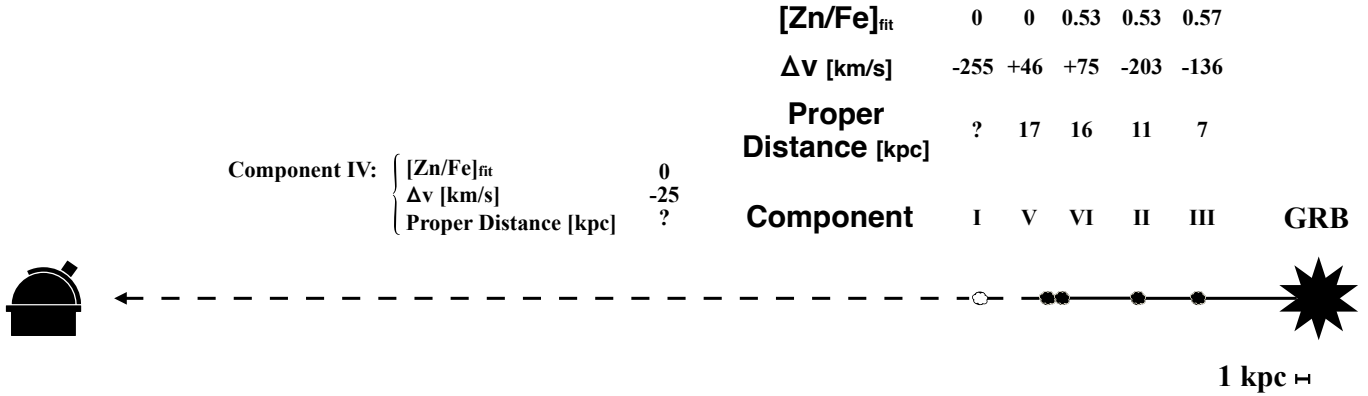 [Zn/Fe]fit 0 0 0.53 0.53 0.57
Δv [km/s] -255 +46 +75 -203 -136
Proper
Distance [kpc] ? 17 16 11 7
Component IV: { [Zn/Fe]fit 0
Δv [km/s] -25
Proper Distance [kpc] ?
Component I V VI II III GRB
1 kpc